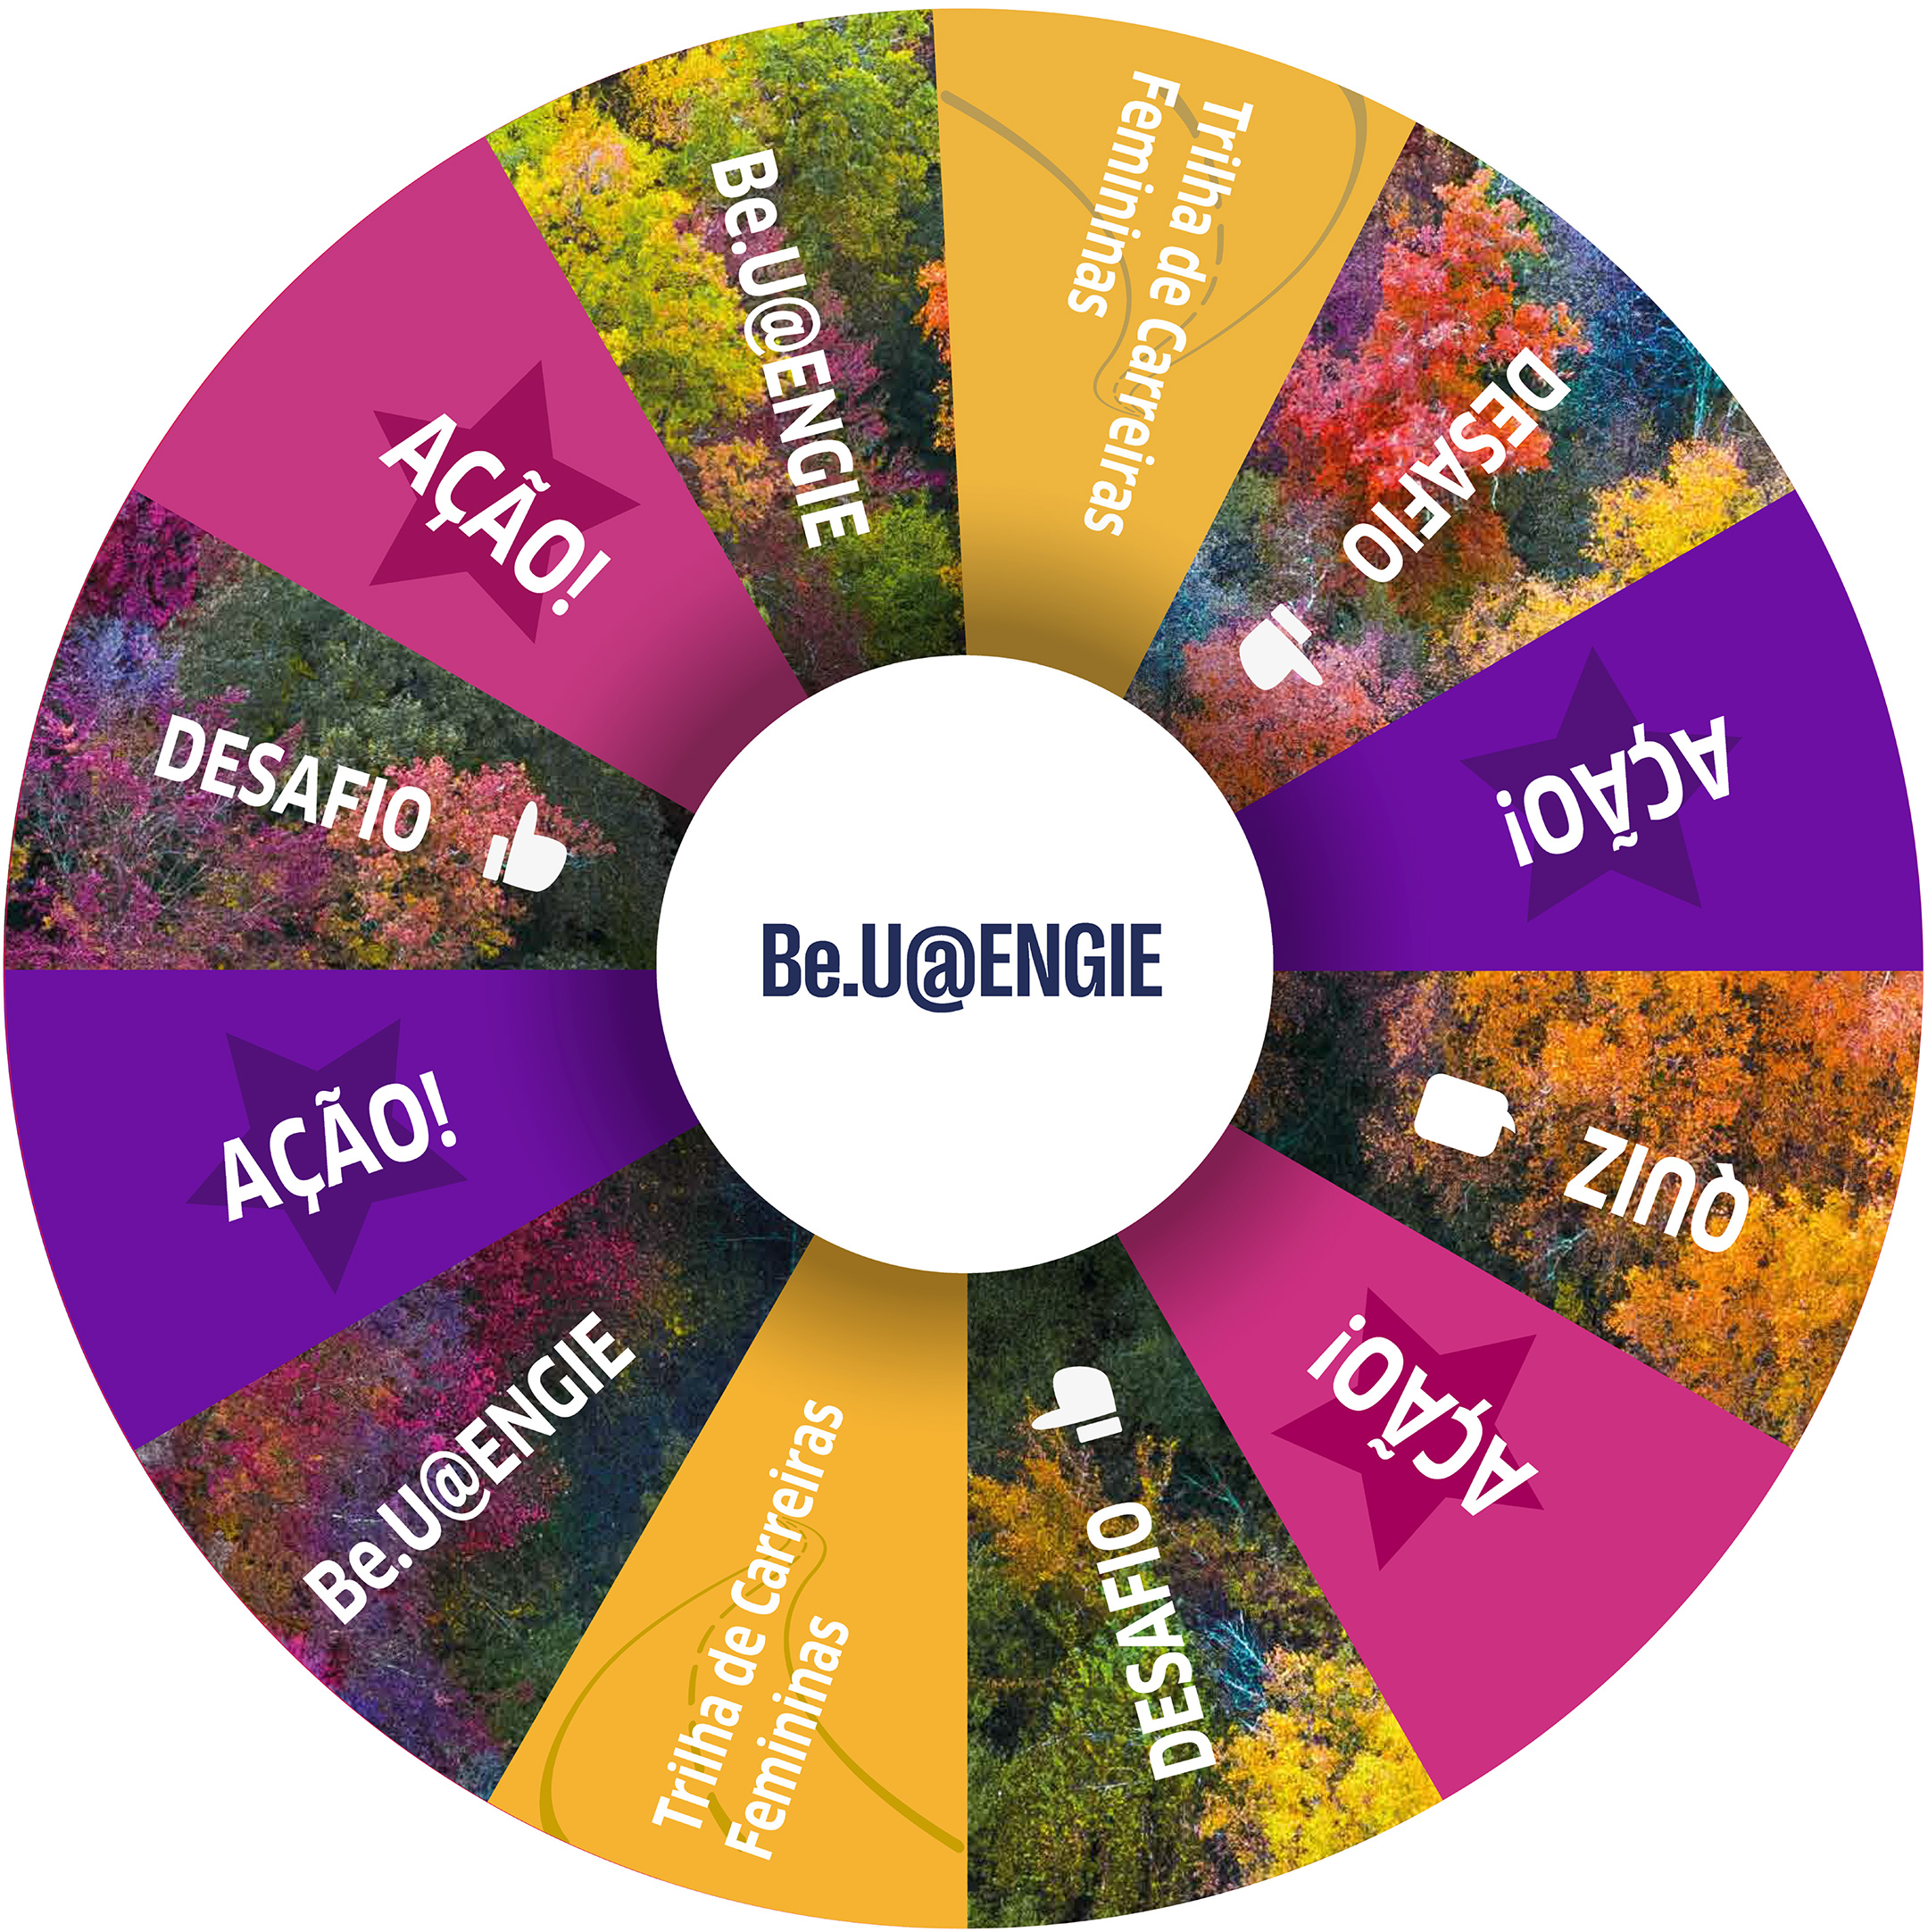 Trilha de Carreiras
Femininas
DESAFIO
AÇÃO!
QUIZ
AÇÃO!
DESAFIO
Trilha de Carreiras
Femininas
Be.U@ENGIE
AÇÃO!
DESAFIO
AÇÃO!
Be.U@ENGIE
Be.U@ENGIE